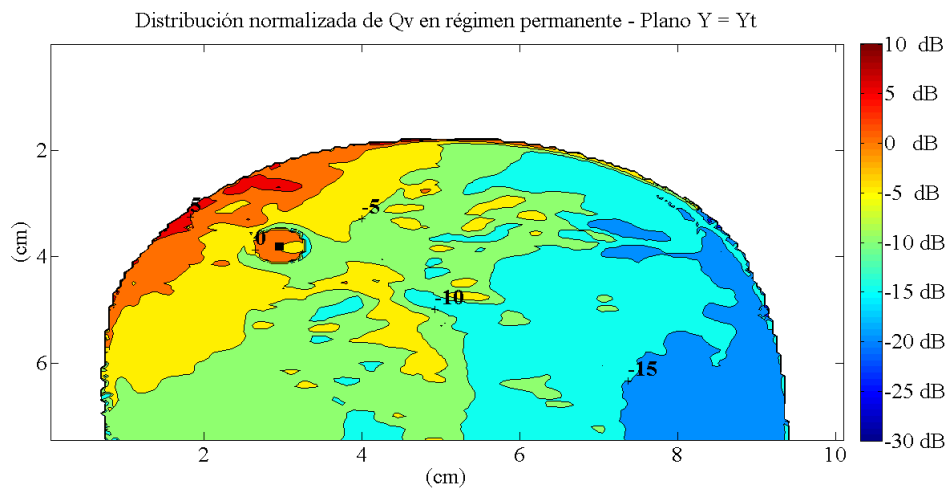 Distribución normalizada de Qv en régimen permanente - Plano Y = Yt
10 dB
5 dB
0 dB
-5 dB
-10 dB
-15 dB
-20 dB
-25 dB
-30 dB
2
4
6
(cm)
5
0
-5
-10
-15
2
4
6
8
10
(cm)
(cm)